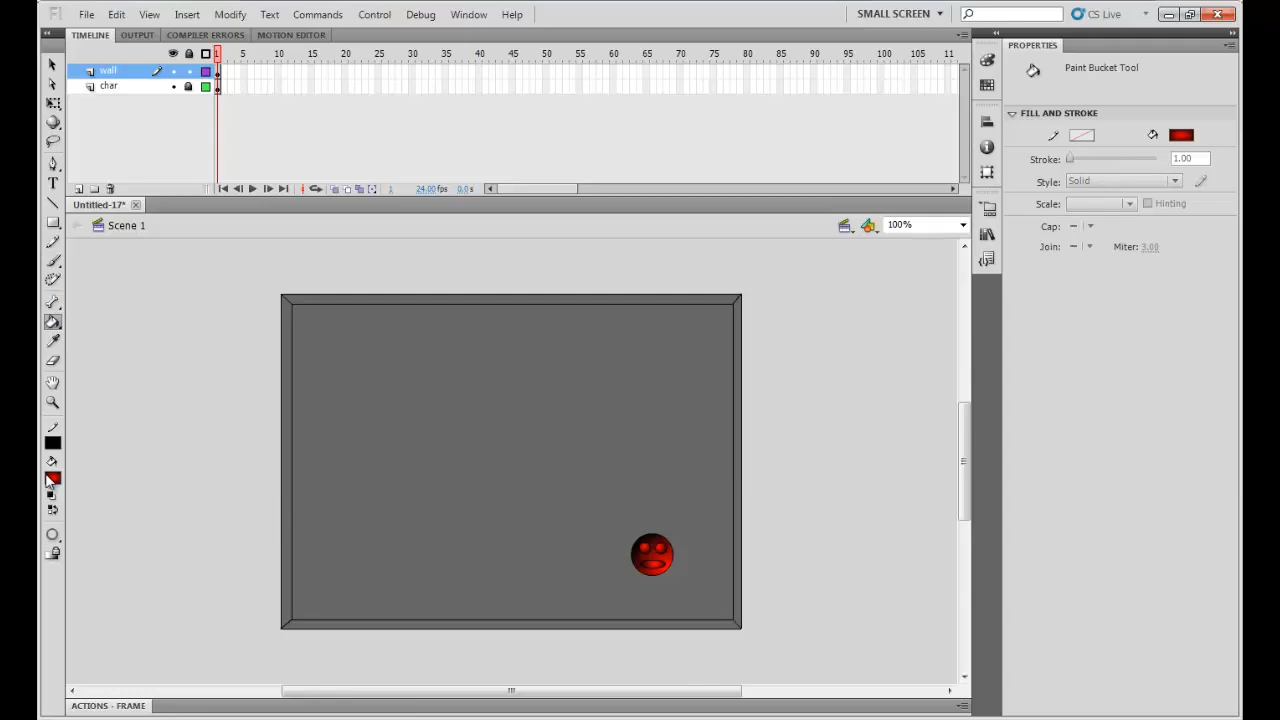 Fl File Edit View Insert Modify Text Commands Control Debug Window Help SMALL SCREEN CS Live
TIMELINE OUTPUT COMPILER ERRORS MOTION EDITOR
1 5 10 15 20 25 30 35 40 45 50 55 60 65 70 75 80 85 90 95 100 105 11
wall
char
1 24.00 fps 0.0 s
Untitled-17*
Scene 1
100%
ACTIONS - FRAME
PROPERTIES
Paint Bucket Tool
FILL AND STROKE
Stroke: 1.00
Style: Solid
Scale: Hinting
Cap:
Join: Miter: 3.00